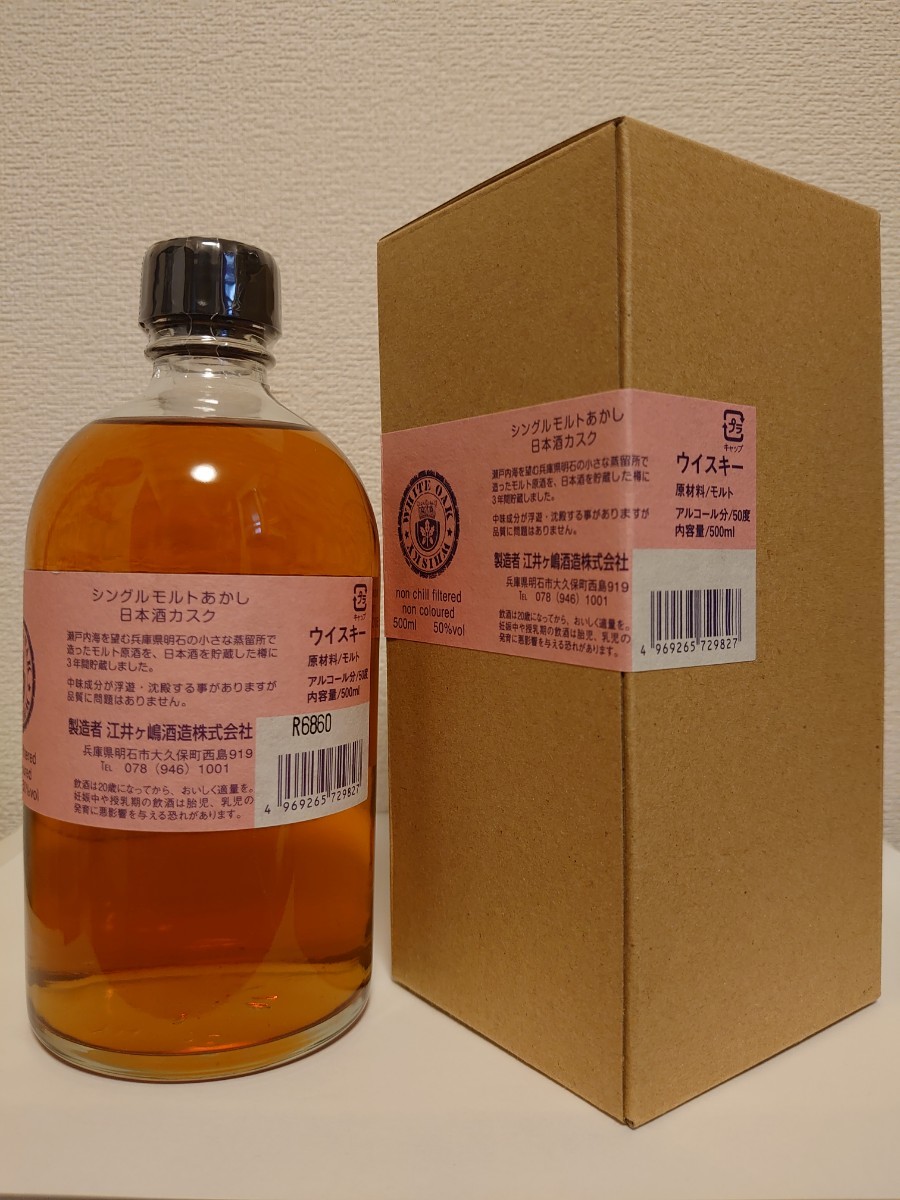 シングルモルトあかし
日本酒カスク
瀬戸内海を望む兵庫県明石の小さな蒸留所で
造ったモルト原酒を、日本酒を貯蔵した樽に
3年間貯蔵しました。
中味成分が浮遊・沈殿する事がありますが
品質に問題はありません。
製造者 江井ヶ嶋酒造株式会社
兵庫県明石市大久保町西島919
TEL 078（946）1001
飲酒は20歳になってから、おいしく適量を。
妊娠中や授乳期の飲酒は胎児、乳児の
発育に悪影響を与える恐れがあります。
プラ
キャップ
ウイスキー
原材料/モルト
アルコール分/50度
内容量/500ml
R6860
4 969265 729827
WHITE OAK
WHISKY
non chill filtered
non coloured
500ml 50%vol
シングルモルトあかし
日本酒カスク
瀬戸内海を望む兵庫県明石の小さな蒸留所で
造ったモルト原酒を、日本酒を貯蔵した樽に
3年間貯蔵しました。
中味成分が浮遊・沈殿する事がありますが
品質に問題はありません。
製造者 江井ヶ嶋酒造株式会社
兵庫県明石市大久保町西島919
TEL 078（946）1001
飲酒は20歳になってから、おいしく適量を。
妊娠中や授乳期の飲酒は胎児、乳児の
発育に悪影響を与える恐れがあります。
プラ
キャップ
ウイスキー
原材料/モルト
アルコール分/50度
内容量/500ml
4 969265 729827